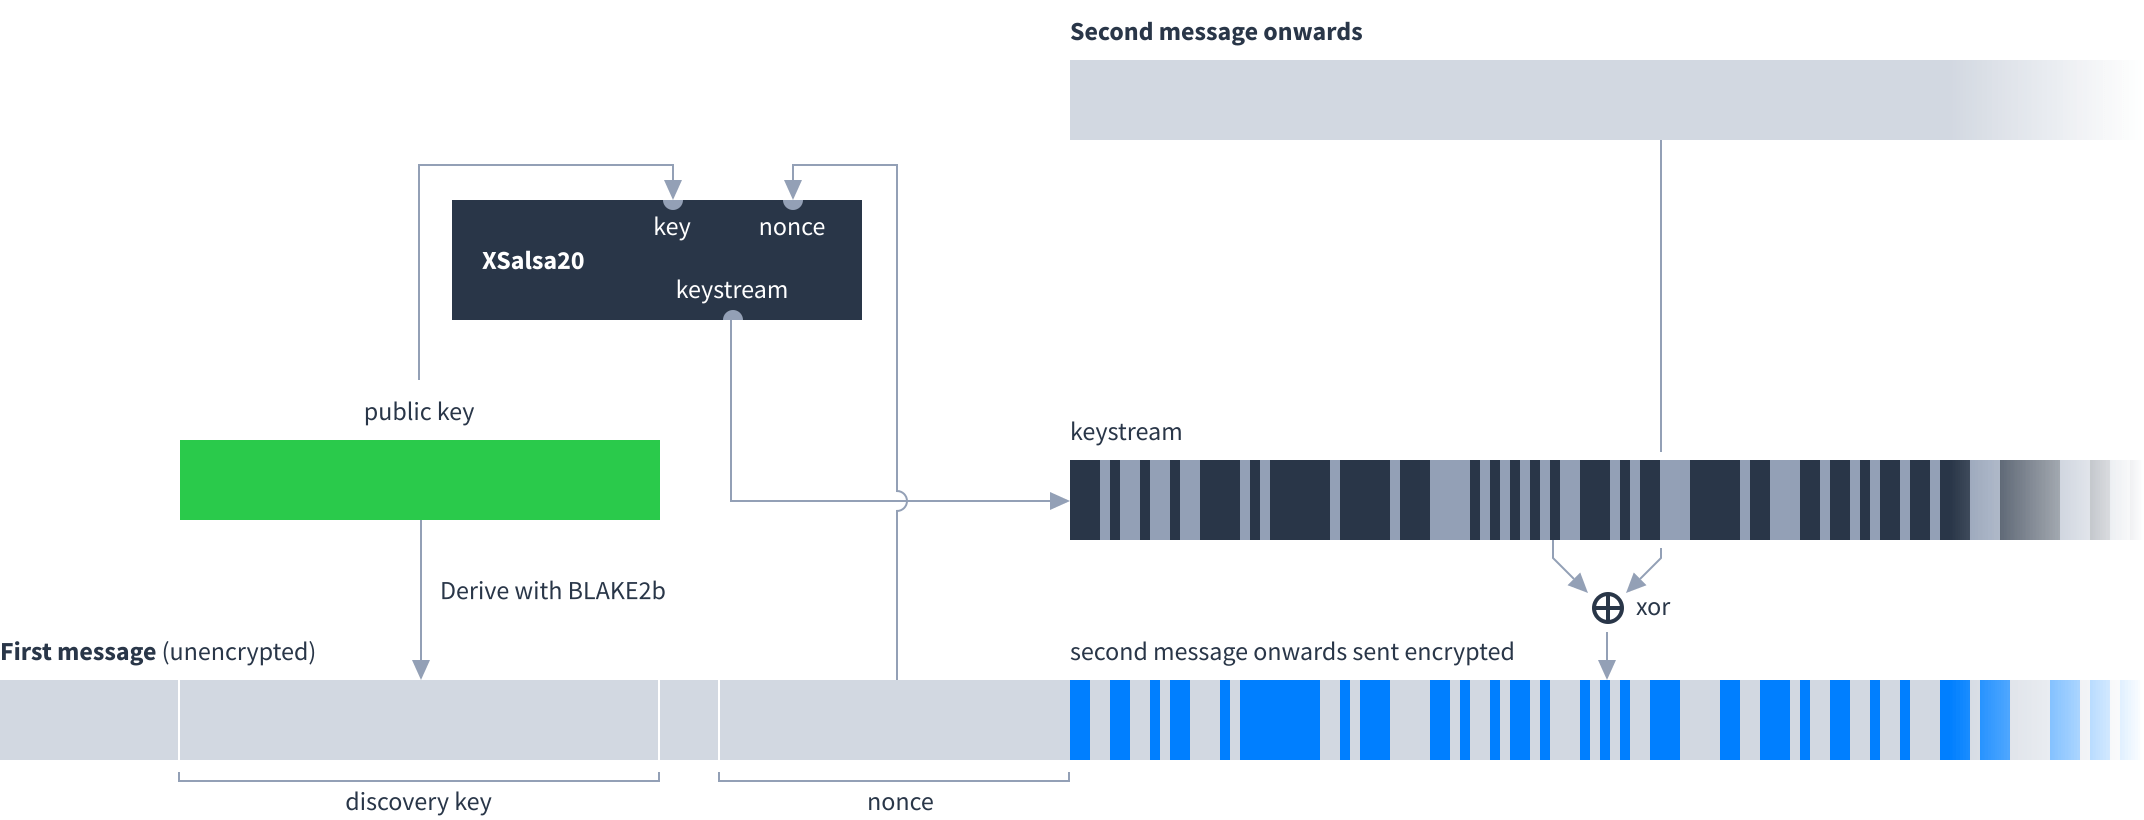 Second message onwards
key
nonce
XSalsa20
keystream
public key
keystream
Derive with BLAKE2b
xor
First message (unencrypted)
second message onwards sent encrypted
discovery key
nonce